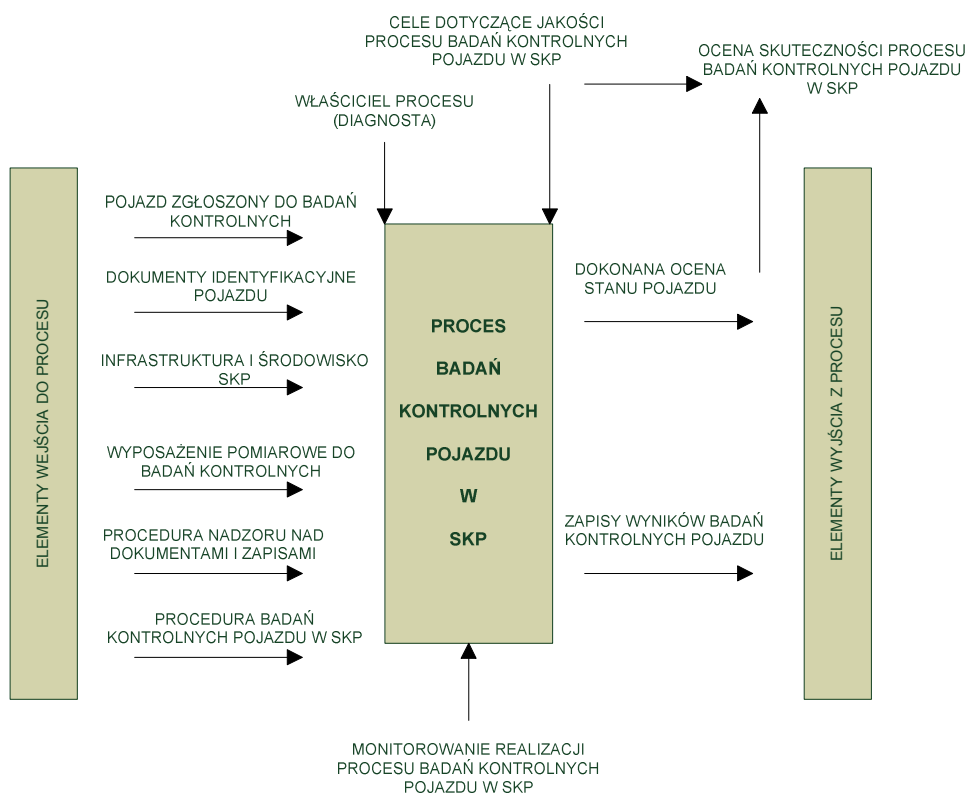 CELE DOTYCZĄCE JAKOŚCI
PROCESU BADAŃ KONTROLNYCH
POJAZDU W SKP
OCENA SKUTECZNOŚCI PROCESU
BADAŃ KONTROLNYCH POJAZDU
W SKP
WŁAŚCICIEL PROCESU
(DIAGNOSTA)
ELEMENTY WEJŚCIA DO PROCESU
POJAZD ZGŁOSZONY DO BADAŃ
KONTROLNYCH
DOKUMENTY IDENTYFIKACYJNE
POJAZDU
INFRASTRUKTURA I ŚRODOWISKO
SKP
WYPOSAŻENIE POMIAROWE DO
BADAŃ KONTROLNYCH
PROCEDURA NADZORU NAD
DOKUMENTAMI I ZAPISAMI
PROCEDURA BADAŃ
KONTROLNYCH POJAZDU W SKP
PROCES
BADAŃ
KONTROLNYCH
POJAZDU
W
SKP
DOKONANA OCENA
STANU POJAZDU
ZAPISY WYNIKÓW BADAŃ
KONTROLNYCH POJAZDU
ELEMENTY WYJŚCIA Z PROCESU
MONITOROWANIE REALIZACJI
PROCESU BADAŃ KONTROLNYCH
POJAZDU W SKP